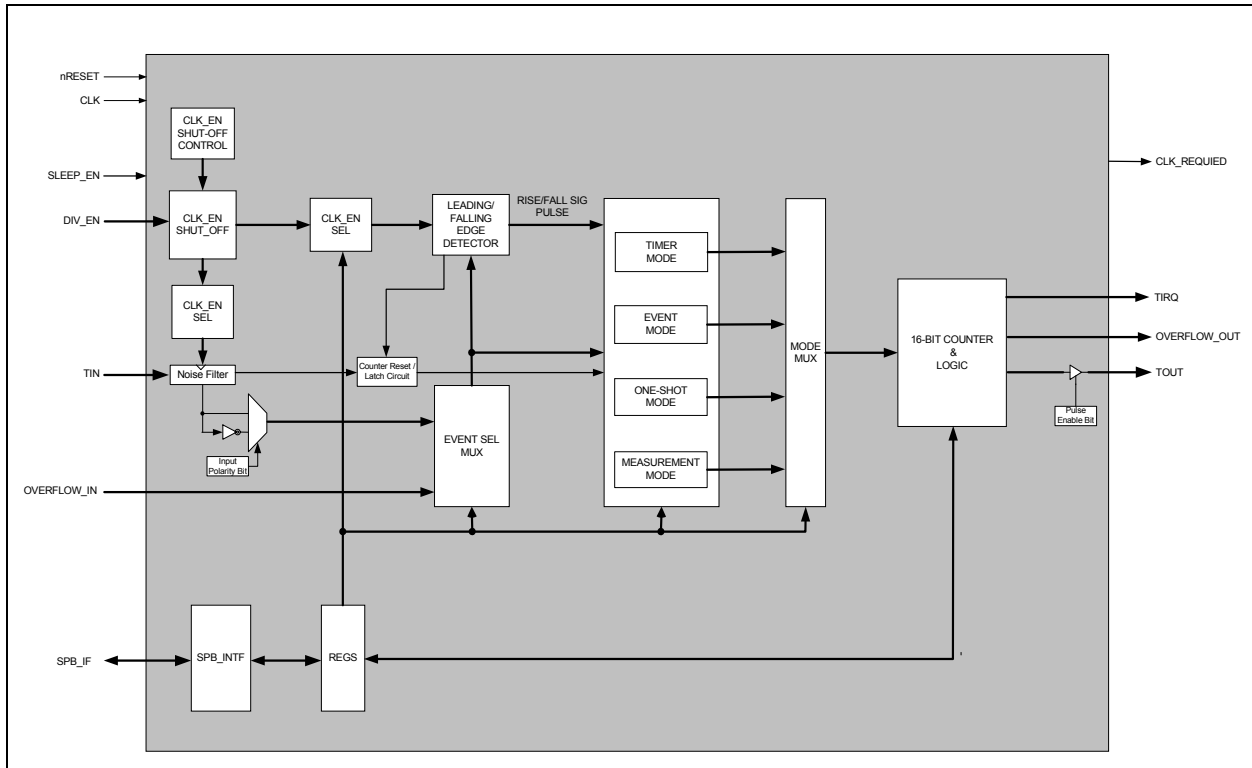 nRESET
CLK
SLEEP_EN
DIV_EN
TIN
OVERFLOW_IN
SPB_IF
CLK_EN
SHUT-OFF
CONTROL
CLK_EN
SHUT_OFF
CLK_EN
SEL
Noise Filter
Input
Polarity Bit
CLK_EN
SEL
LEADING/
FALLING
EDGE
DETECTOR
RISE/FALL SIG
PULSE
Counter Reset /
Latch Circuit
EVENT SEL
MUX
TIMER
MODE
EVENT
MODE
ONE-SHOT
MODE
MEASUREMENT
MODE
MODE
MUX
16-BIT COUNTER
&
LOGIC
Pulse
Enable Bit
SPB_INTF
REGS
CLK_REQUIED
TIRQ
OVERFLOW_OUT
TOUT